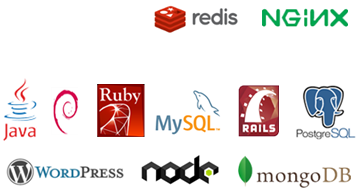 redis NGINX
Java Ruby MySQL RAILS PostgreSQL
WORDPRESS node mongoDB